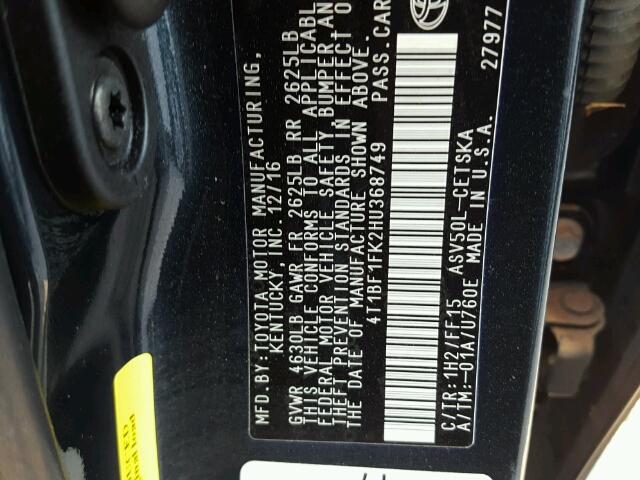 MFD.BY:TOYOTA MOTOR MANUFACTURING,
KENTUCKY, INC. 12/16
GVWR 4630LB GAWR FR 2625LB RR 2625LB
THIS VEHICLE CONFORMS TO ALL APPLICABL
FEDERAL MOTOR VEHICLE SAFETY, BUMPER,AN
THEFT PREVENTION STANDARDS IN EFFECT O
THE DATE OF MANUFACTURE SHOWN ABOVE.
4T1BF1FK2HU368749 PASS.CAR
C/TR:1H2/FF15 ASV50L-CETSKA
A/TM:-01A/U760E MADE IN U.S.A.
27977
nal load